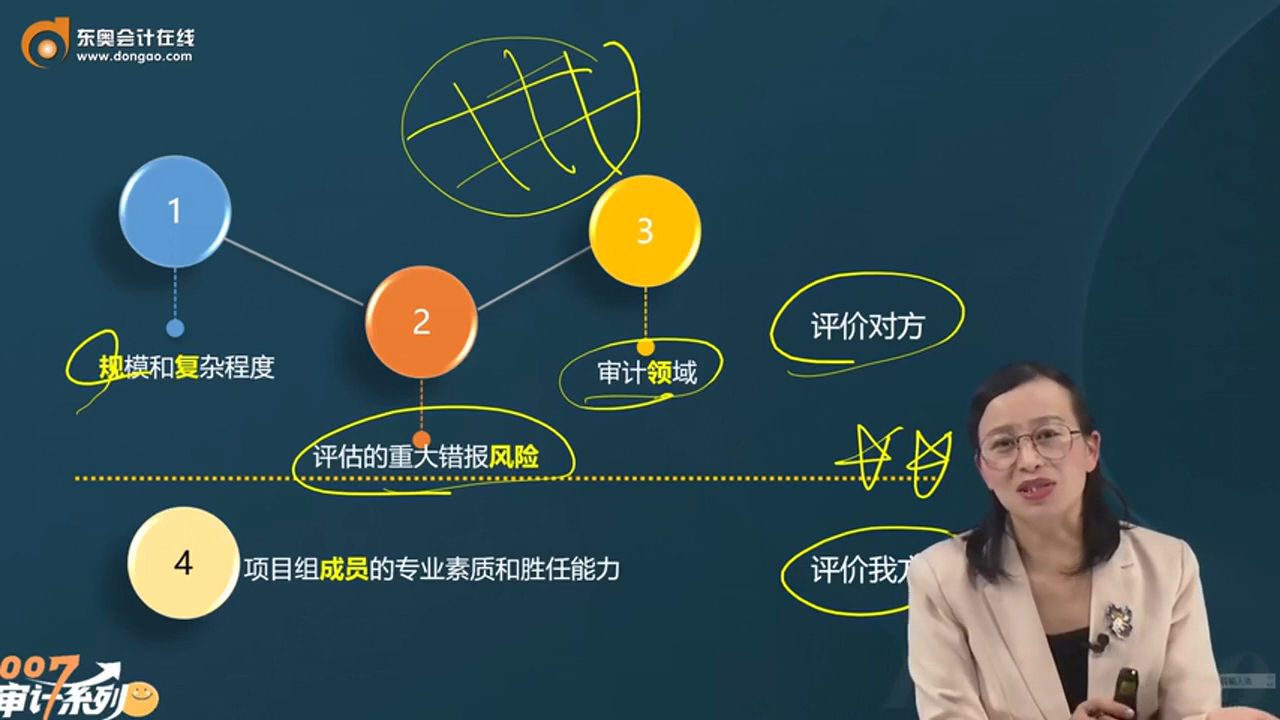 东奥会计在线
www.dongao.com
1
2
3
规模和复杂程度
评估的重大错报风险
审计领域
评价对方
4
项目组成员的专业素质和胜任能力
评价我方
007
审计系列